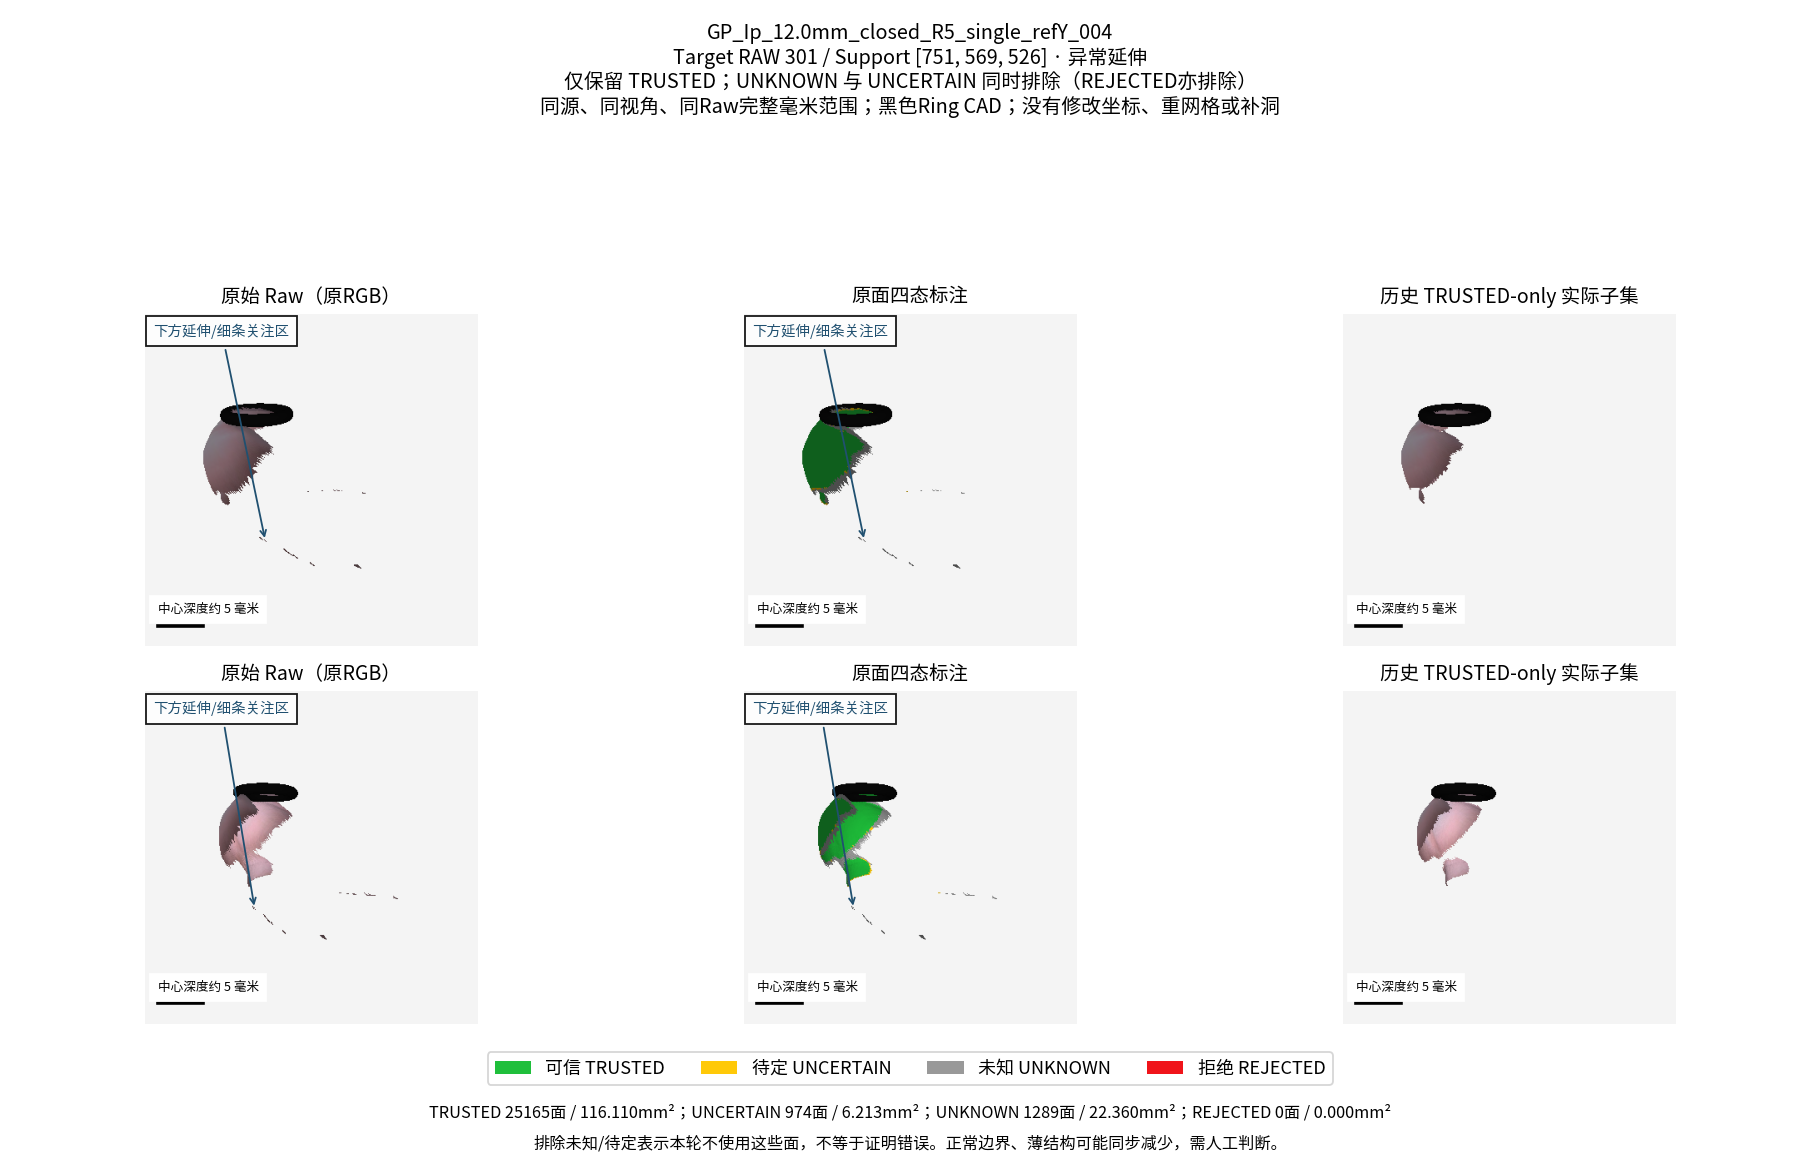 GP_Ip_12.0mm_closed_R5_single_refY_004
Target RAW 301 / Support [751, 569, 526] · 异常延伸
仅保留 TRUSTED；UNKNOWN 与 UNCERTAIN 同时排除（REJECTED亦排除）
同源、同视角、同Raw完整毫米范围；黑色Ring CAD；没有修改坐标、重网格或补洞
原始 Raw（原RGB）
原面四态标注
历史 TRUSTED-only 实际子集
下方延伸/细条关注区
下方延伸/细条关注区
中心深度约 5 毫米
中心深度约 5 毫米
中心深度约 5 毫米
原始 Raw（原RGB）
原面四态标注
历史 TRUSTED-only 实际子集
下方延伸/细条关注区
下方延伸/细条关注区
中心深度约 5 毫米
中心深度约 5 毫米
中心深度约 5 毫米
可信 TRUSTED
待定 UNCERTAIN
未知 UNKNOWN
拒绝 REJECTED
TRUSTED 25165面 / 116.110mm²；UNCERTAIN 974面 / 6.213mm²；UNKNOWN 1289面 / 22.360mm²；REJECTED 0面 / 0.000mm²
排除未知/待定表示本轮不使用这些面，不等于证明错误。正常边界、薄结构可能同步减少，需人工判断。